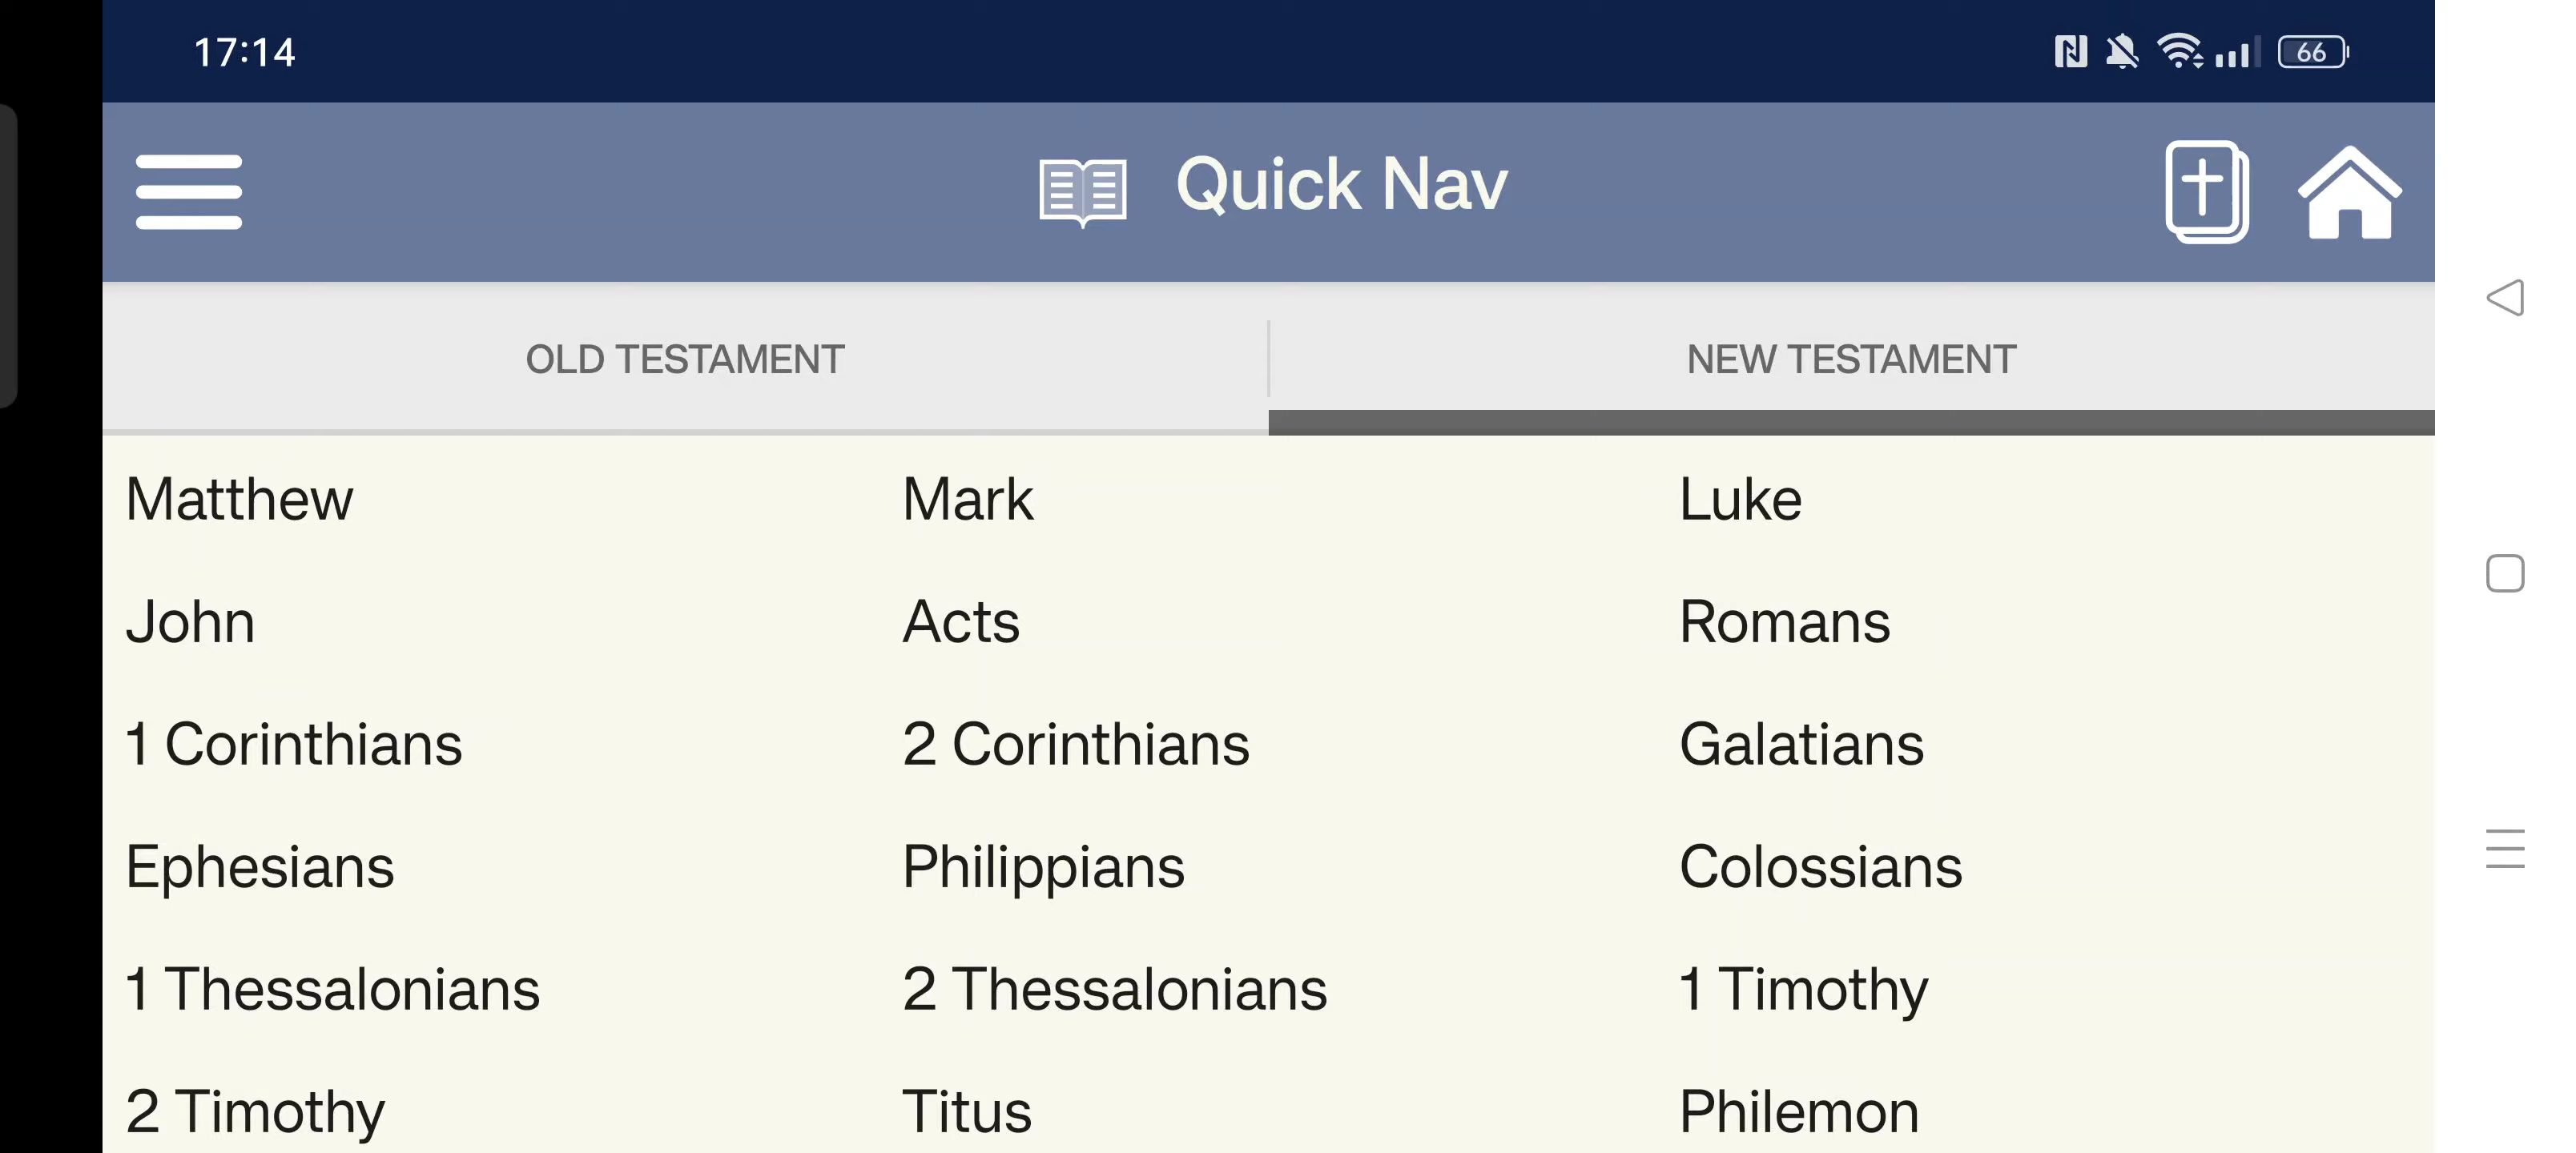 17:14
66
Quick Nav
OLD TESTAMENT
NEW TESTAMENT
Matthew
Mark
Luke
John
Acts
Romans
1 Corinthians
2 Corinthians
Galatians
Ephesians
Philippians
Colossians
1 Thessalonians
2 Thessalonians
1 Timothy
2 Timothy
Titus
Philemon